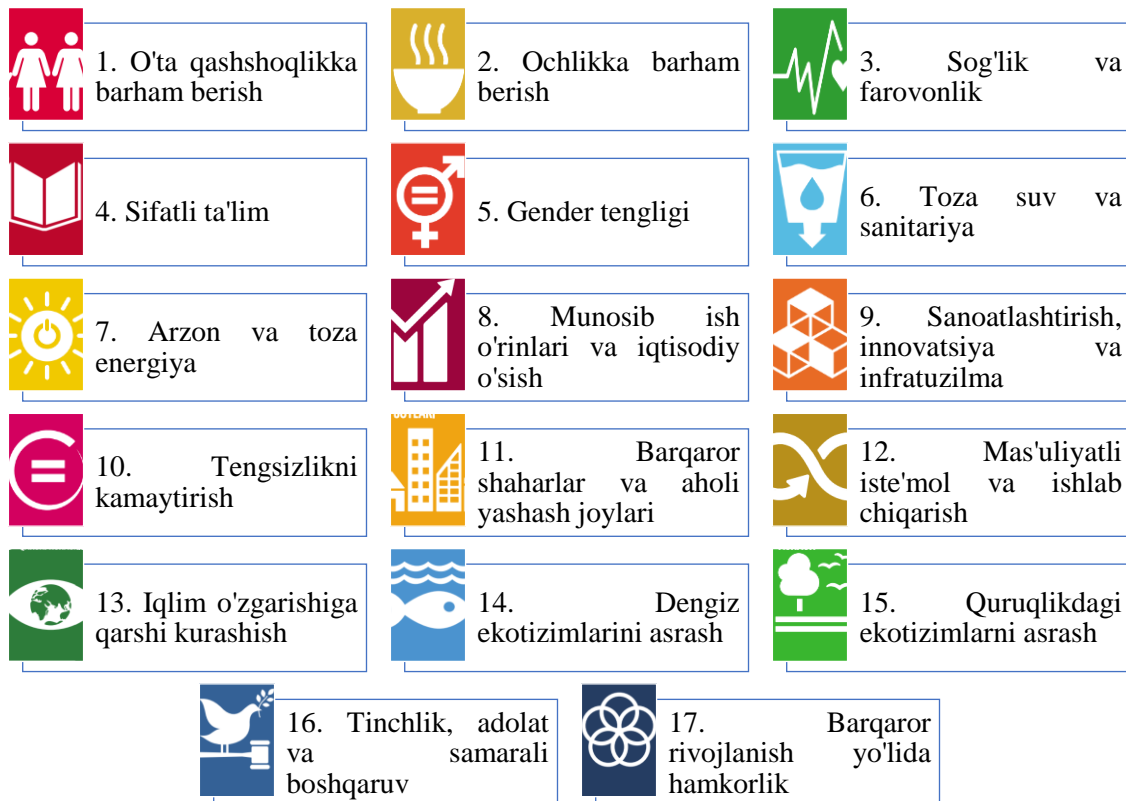 1. O'ta qashshoqlikka
barham berish
2. Ochlikka barham
berish
3. Sog'lik va
farovonlik
4. Sifatli ta'lim
5. Gender tengligi
6. Toza suv va
sanitariya
7. Arzon va toza
energiya
8. Munosib ish
o'rinlari va iqtisodiy
o'sish
9. Sanoatlashtirish,
innovatsiya va
infratuzilma
10. Tengsizlikni
kamaytirish
11. Barqaror
shaharlar va aholi
yashash joylari
12. Mas'uliyatli
iste'mol va ishlab
chiqarish
13. Iqlim o'zgarishiga
qarshi kurashish
14. Dengiz
ekotizimlarini asrash
15. Quruqlikdagi
ekotizimlarni asrash
16. Tinchlik, adolat
va samarali
boshqaruv
17. Barqaror
rivojlanish yo'lida
hamkorlik